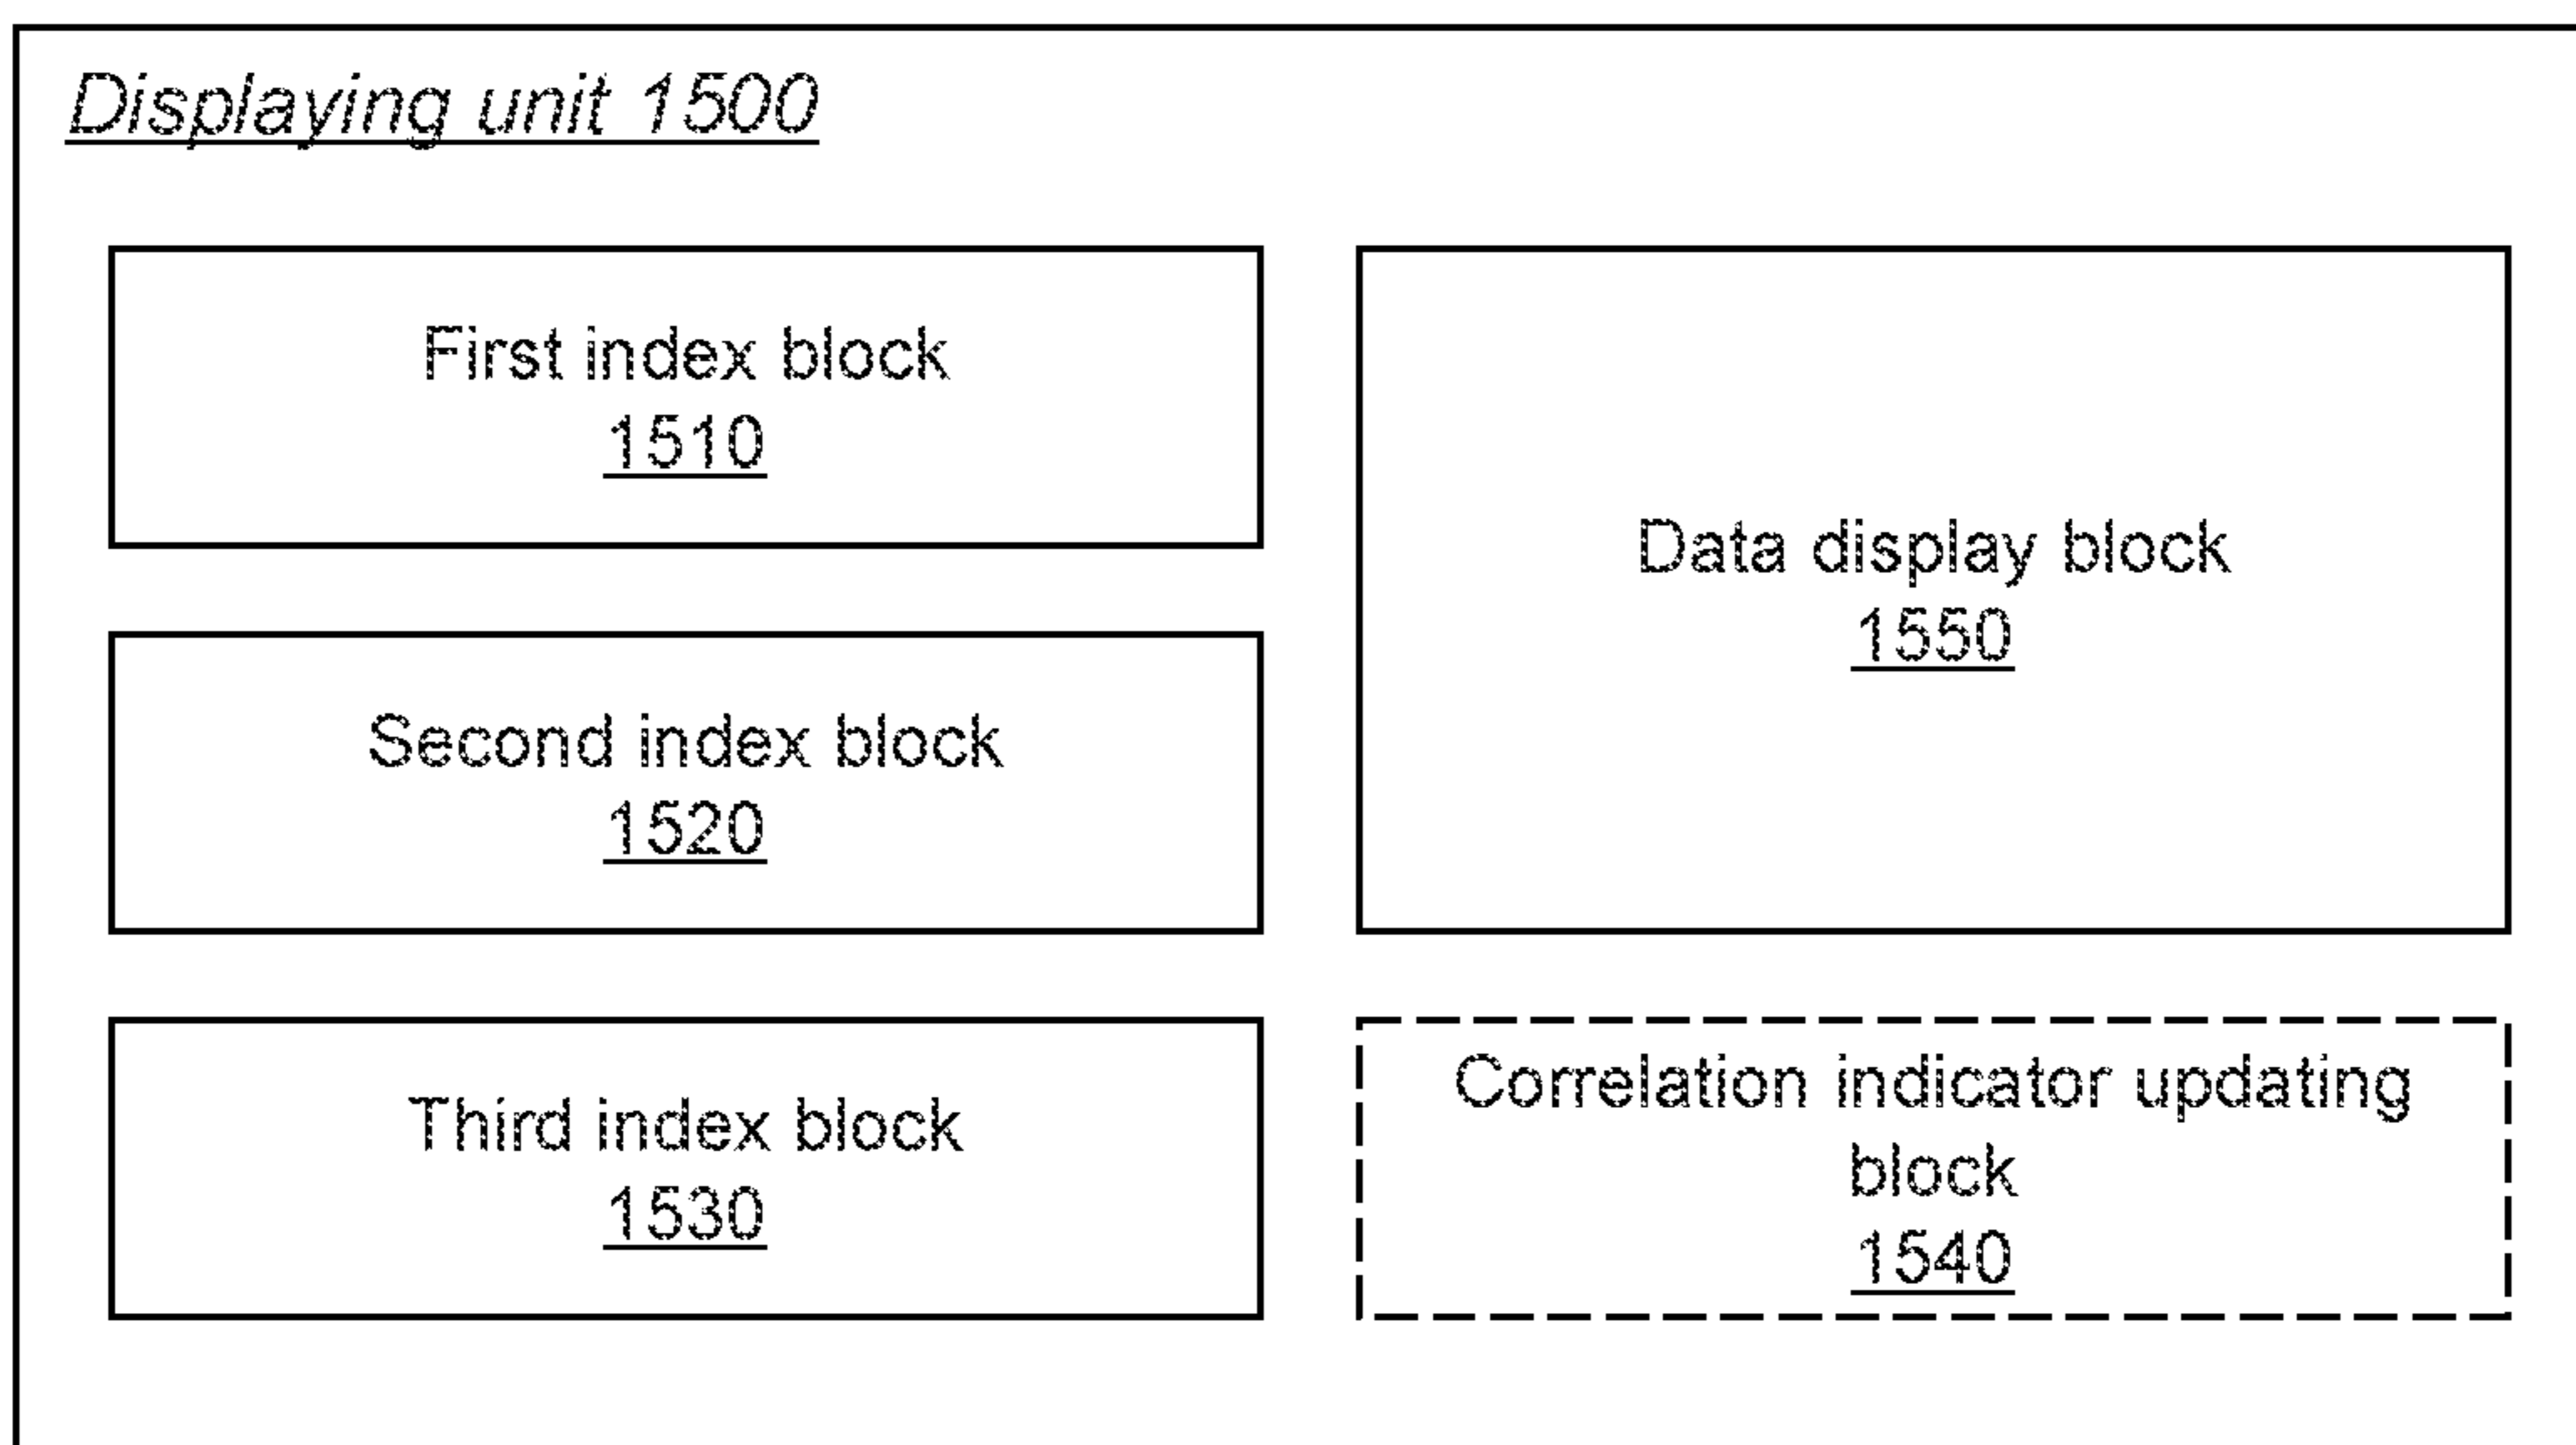 Displaying unit 1500
First index block
1510
Second index block
1520
Third index block
1530
Data display block
1550
Correlation indicator updating
block
1540